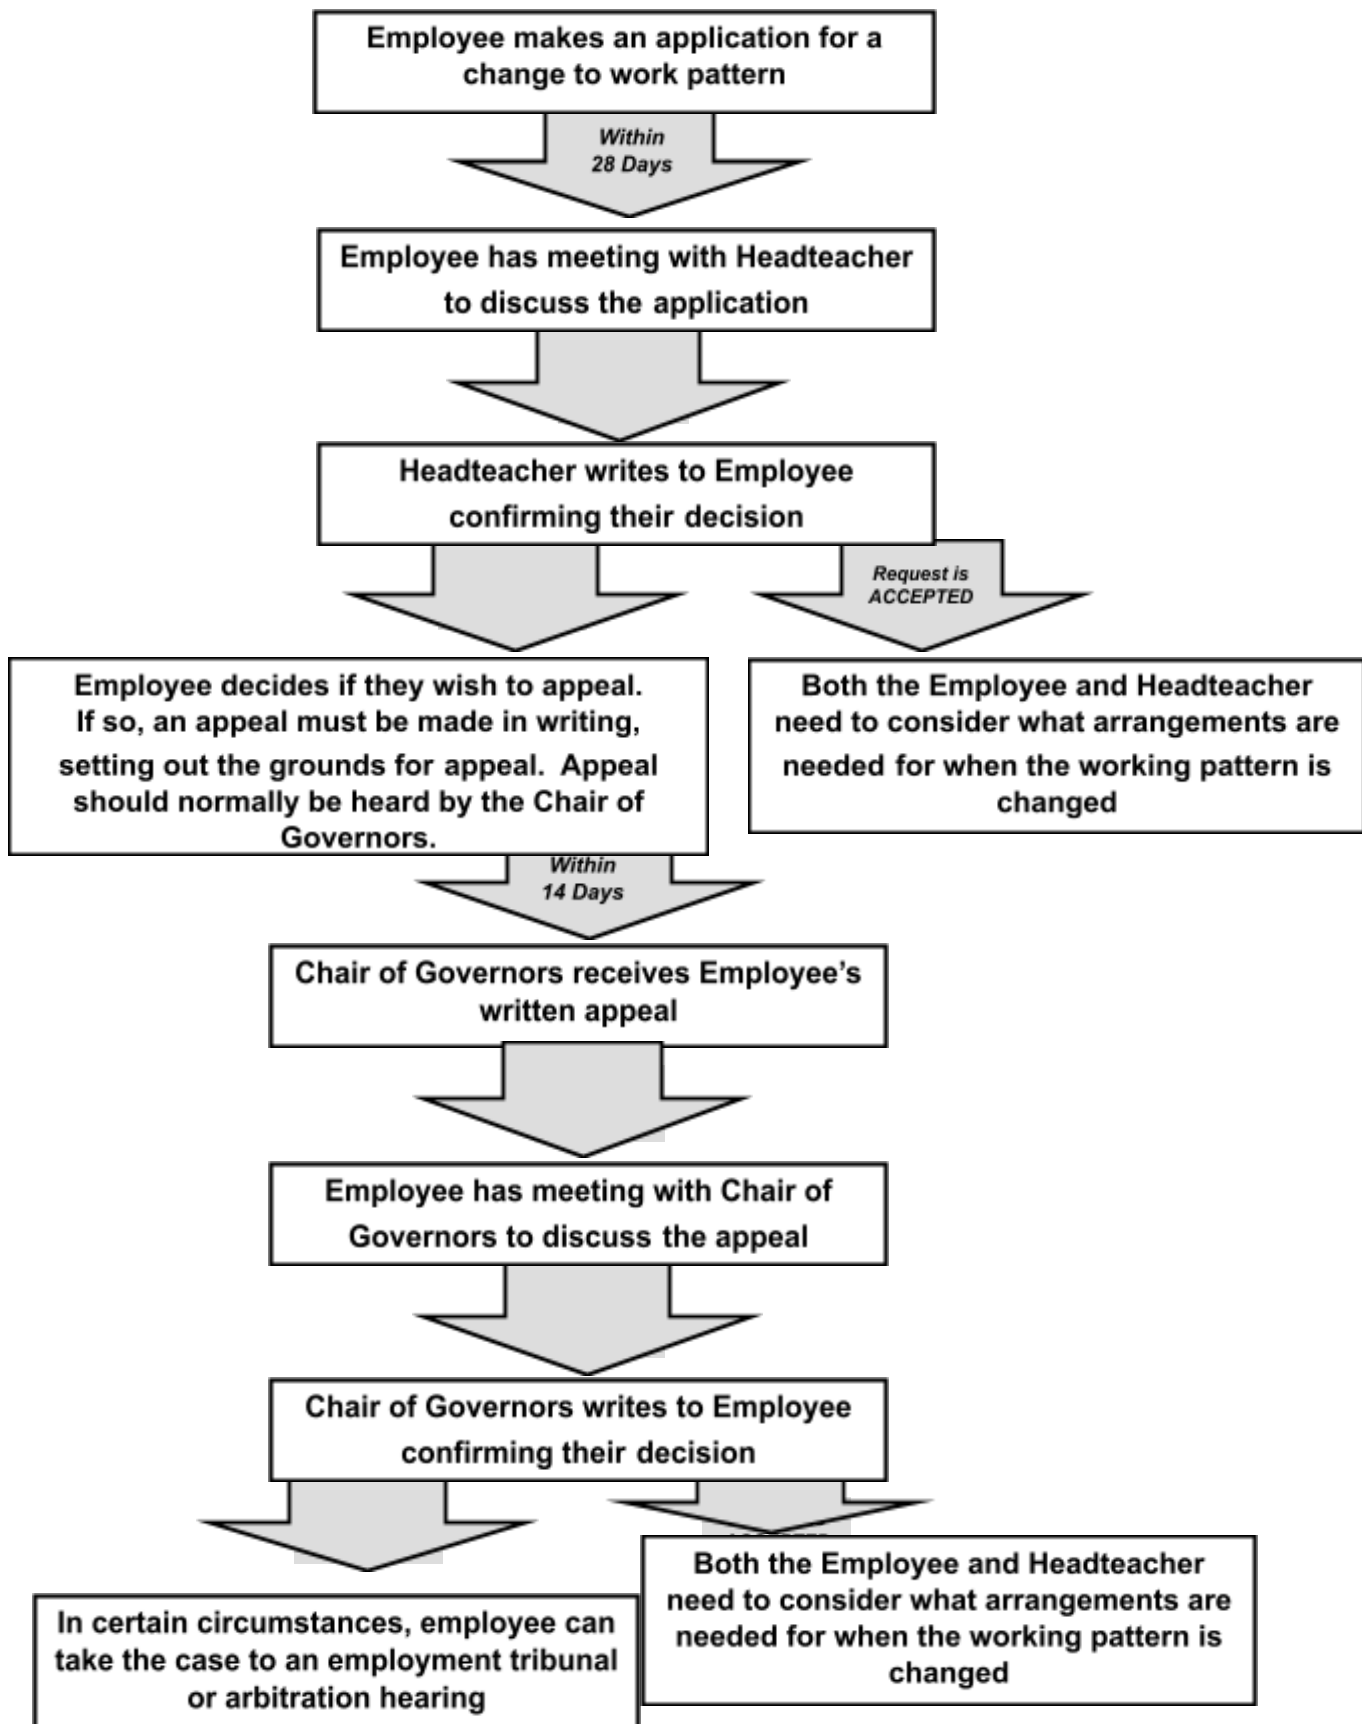 Employee makes an application for a
change to work pattern
Within
28 Days
Employee has meeting with Headteacher
to discuss the application
Headteacher writes to Employee
confirming their decision
Request is
ACCEPTED
Employee decides if they wish to appeal.
If so, an appeal must be made in writing,
setting out the grounds for appeal.  Appeal
should normally be heard by the Chair of
Governors.
Both the Employee and Headteacher
need to consider what arrangements are
needed for when the working pattern is
changed
Within
14 Days
Chair of Governors receives Employee’s
written appeal
Employee has meeting with Chair of
Governors to discuss the appeal
Chair of Governors writes to Employee
confirming their decision
Both the Employee and Headteacher
need to consider what arrangements are
needed for when the working pattern is
changed
In certain circumstances, employee can
take the case to an employment tribunal
or arbitration hearing